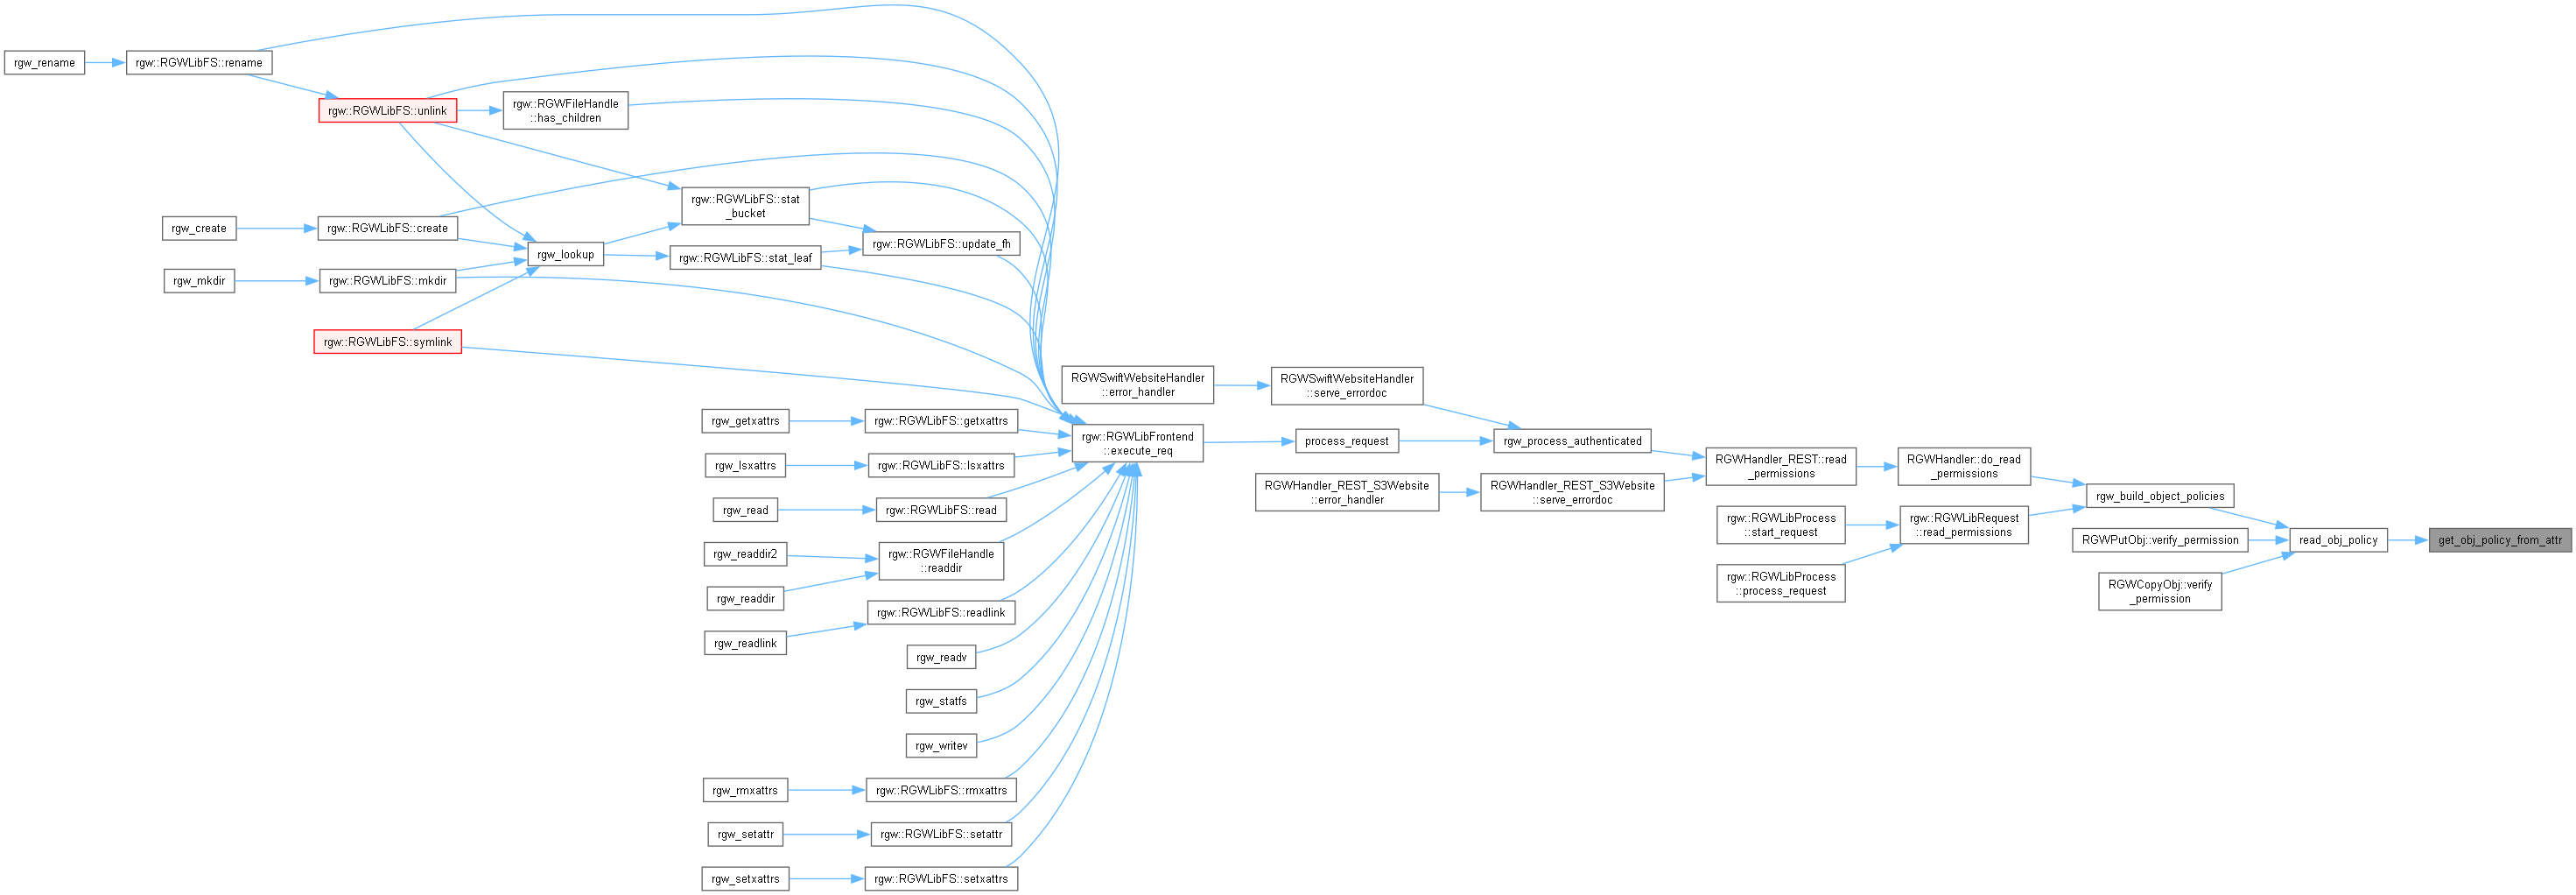 rgw_rename
rgw::RGWLibFS::rename
rgw::RGWLibFS::unlink
rgw::RGWFileHandle
::has_children
rgw::RGWLibFS::stat
_bucket
rgw_create
rgw::RGWLibFS::create
rgw_lookup
rgw::RGWLibFS::update_fh
rgw::RGWLibFS::stat_leaf
rgw_mkdir
rgw::RGWLibFS::mkdir
rgw::RGWLibFS::symlink
RGWSwiftWebsiteHandler
::error_handler
RGWSwiftWebsiteHandler
::serve_errordoc
rgw_getxattrs
rgw::RGWLibFS::getxattrs
rgw::RGWLibFrontend
::execute_req
process_request
rgw_process_authenticated
rgw_lsxattrs
rgw::RGWLibFS::lsxattrs
RGWHandler_REST::read
_permissions
RGWHandler::do_read
_permissions
RGWHandler_REST_S3Website
::error_handler
RGWHandler_REST_S3Website
::serve_errordoc
rgw_build_object_policies
rgw_read
rgw::RGWLibFS::read
rgw::RGWLibProcess
::start_request
rgw::RGWLibRequest
::read_permissions
RGWPutObj::verify_permission
read_obj_policy
get_obj_policy_from_attr
rgw_readdir2
rgw::RGWFileHandle
::readdir
rgw_readdir
rgw::RGWLibProcess
::process_request
RGWCopyObj::verify
_permission
rgw::RGWLibFS::readlink
rgw_readlink
rgw_readv
rgw_statfs
rgw_writev
rgw_rmxattrs
rgw::RGWLibFS::rmxattrs
rgw_setattr
rgw::RGWLibFS::setattr
rgw_setxattrs
rgw::RGWLibFS::setxattrs